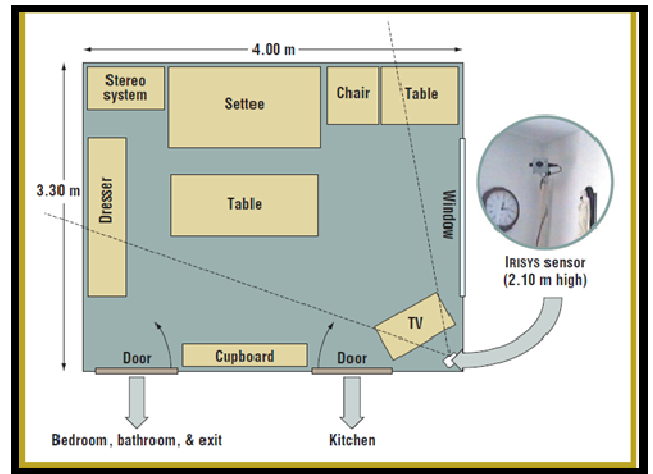 4.00 m
Stereo
system
Settee
Chair
Table
3.30 m
Dresser
Table
Window
IRISYS sensor
(2.10 m high)
TV
Door
Cupboard
Door
Bedroom, bathroom, & exit
Kitchen